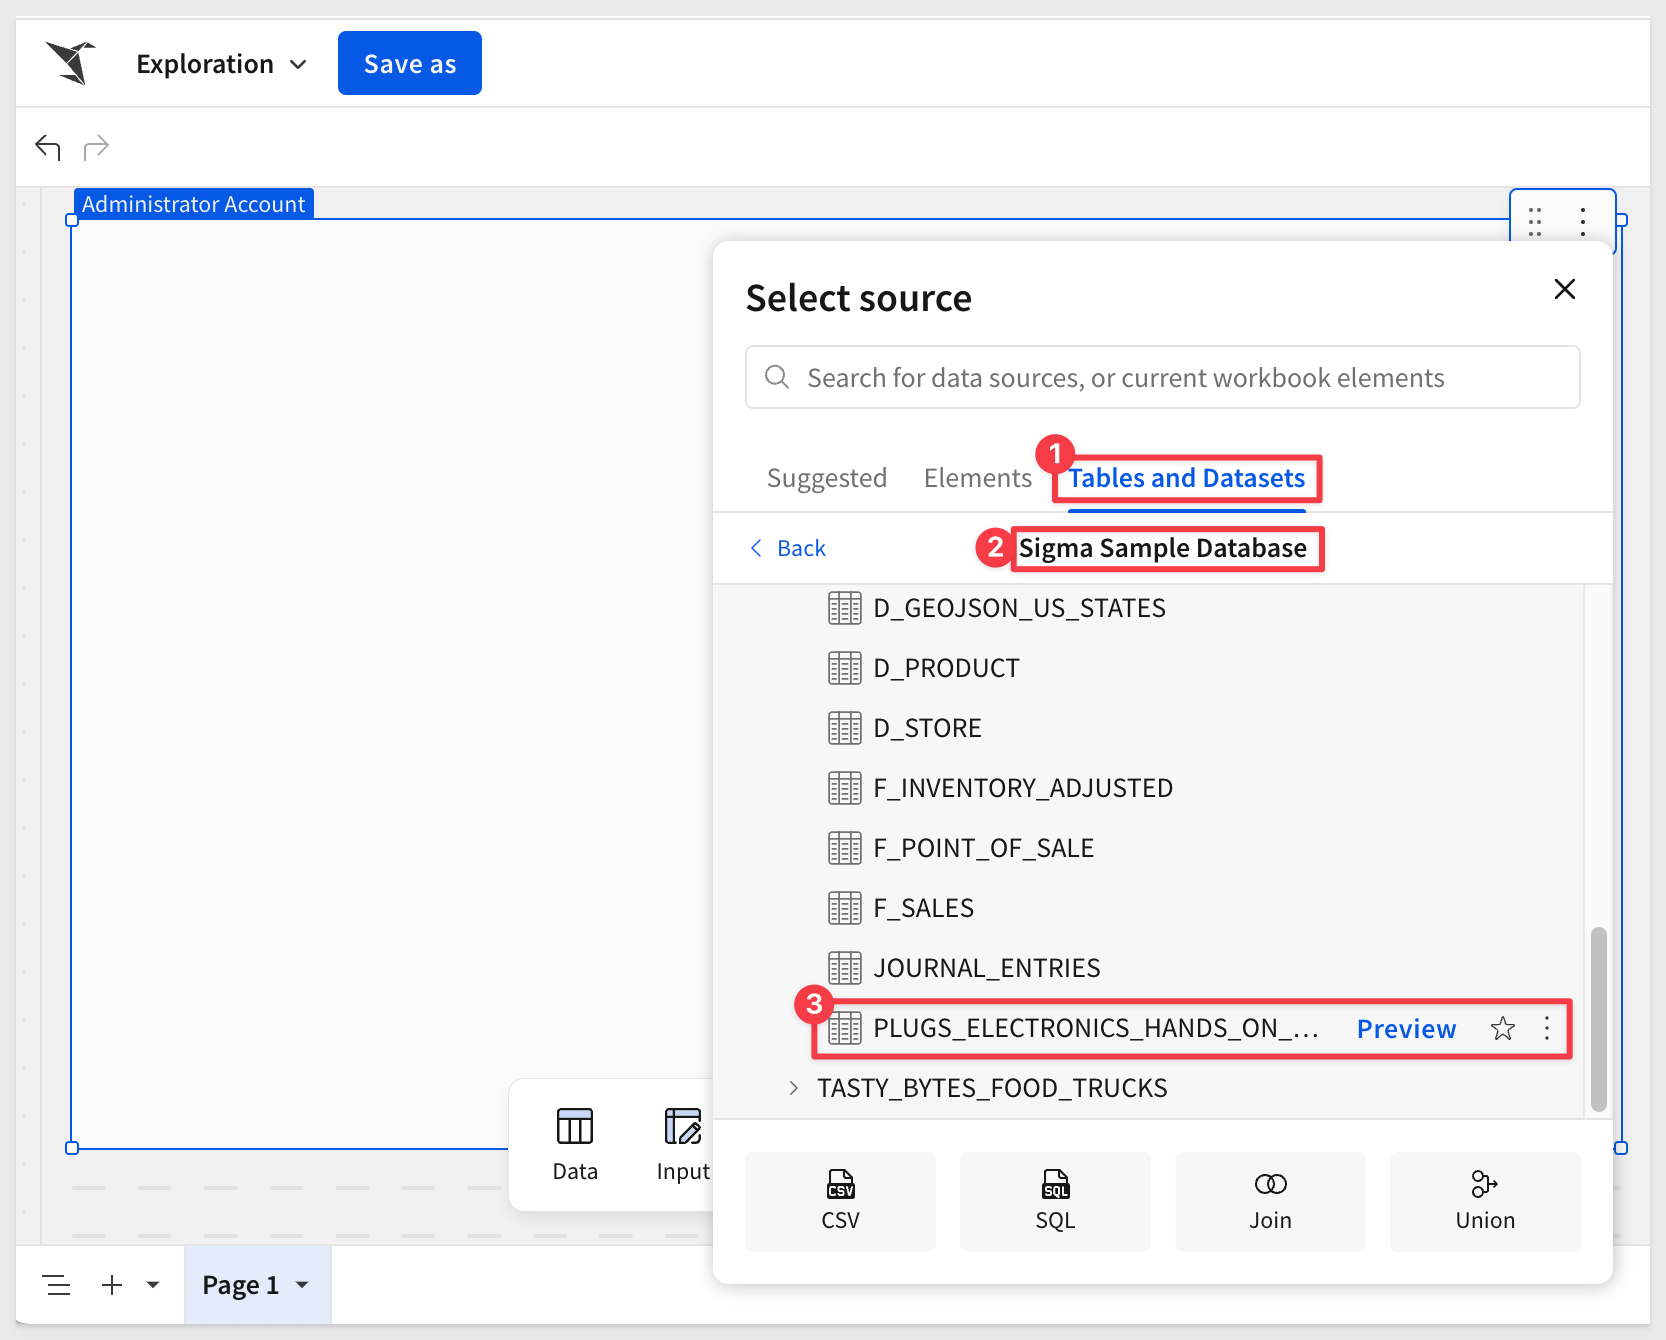 Exploration
Save as
Administrator Account
Select source
Search for data sources, or current workbook elements
1
Suggested Elements Tables and Datasets
Back 2 Sigma Sample Database
D_GEOJSON_US_STATES
D_PRODUCT
D_STORE
F_INVENTORY_ADJUSTED
F_POINT_OF_SALE
F_SALES
JOURNAL_ENTRIES
3
PLUGS_ELECTRONICS_HANDS_ON_... Preview
TASTY_BYTES_FOOD_TRUCKS
Data Input
CSV SQL
CSV SQL Join Union
Page 1